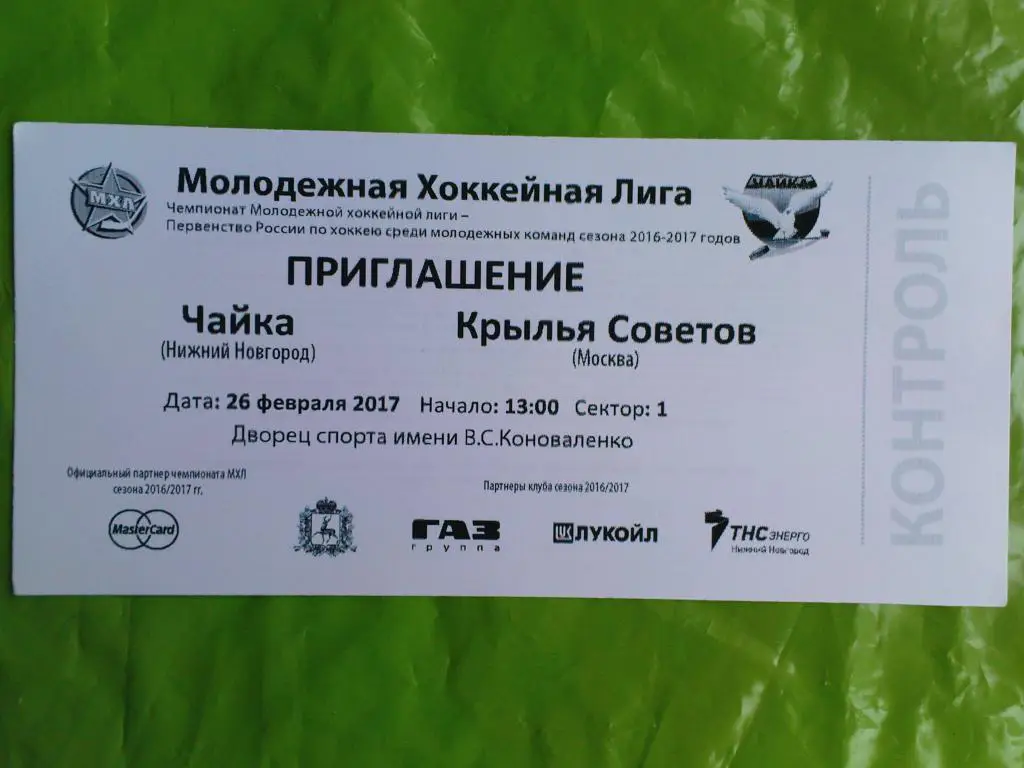 МХЛ
Молодежная Хоккейная Лига
ЧАЙКА
Чемпионат Молодежной хоккейной лиги –
Первенство России по хоккею среди молодежных команд сезона 2016-2017 годов
ПРИГЛАШЕНИЕ
Чайка
(Нижний Новгород)
Крылья Советов
(Москва)
Дата: 26 февраля 2017 Начало: 13:00 Сектор: 1
Дворец спорта имени В.С.Коноваленко
Официальный партнер чемпионата МХЛ
сезона 2016/2017 гг.
Партнеры клуба сезона 2016/2017
MasterCard
ГАЗ
группа
ЛУКОЙЛ
ТНС энерго
Нижний Новгород
КОНТРОЛЬ